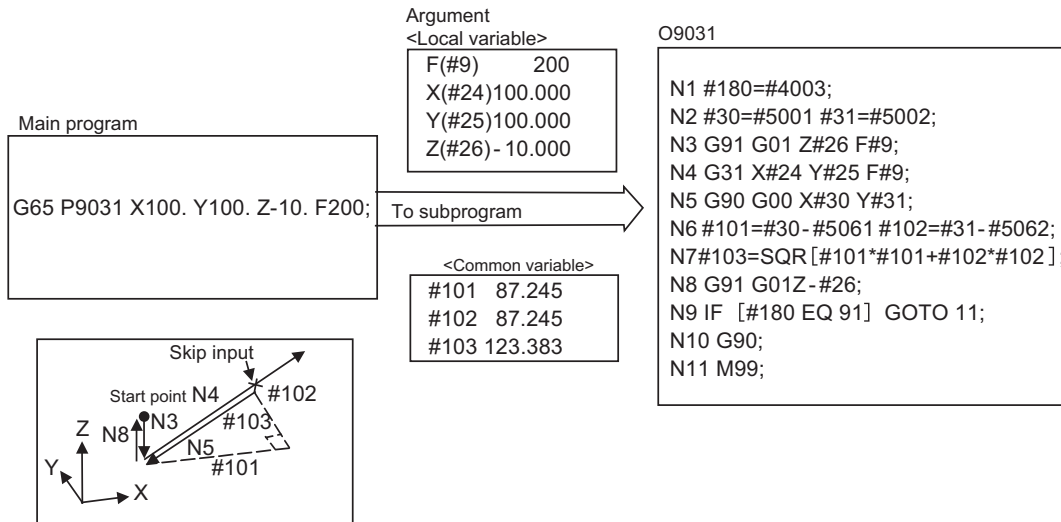 Main program
G65 P9031 X100. Y100. Z-10. F200;
Argument
<Local variable>
F(#9) 200
X(#24)100.000
Y(#25)100.000
Z(#26)-10.000
To subprogram
<Common variable>
#101 87.245
#102 87.245
#103 123.383
O9031
N1 #180=#4003;
N2 #30=#5001 #31=#5002;
N3 G91 G01 Z#26 F#9;
N4 G31 X#24 Y#25 F#9;
N5 G90 G00 X#30 Y#31;
N6 #101=#30-#5061 #102=#31-#5062;
N7#103=SQR[#101*#101+#102*#102];
N8 G91 G01Z-#26;
N9 IF [#180 EQ 91] GOTO 11;
N10 G90;
N11 M99;
Skip input
Start point N4
#102
N3
#103
Z
N8
N5
#101
Y
X